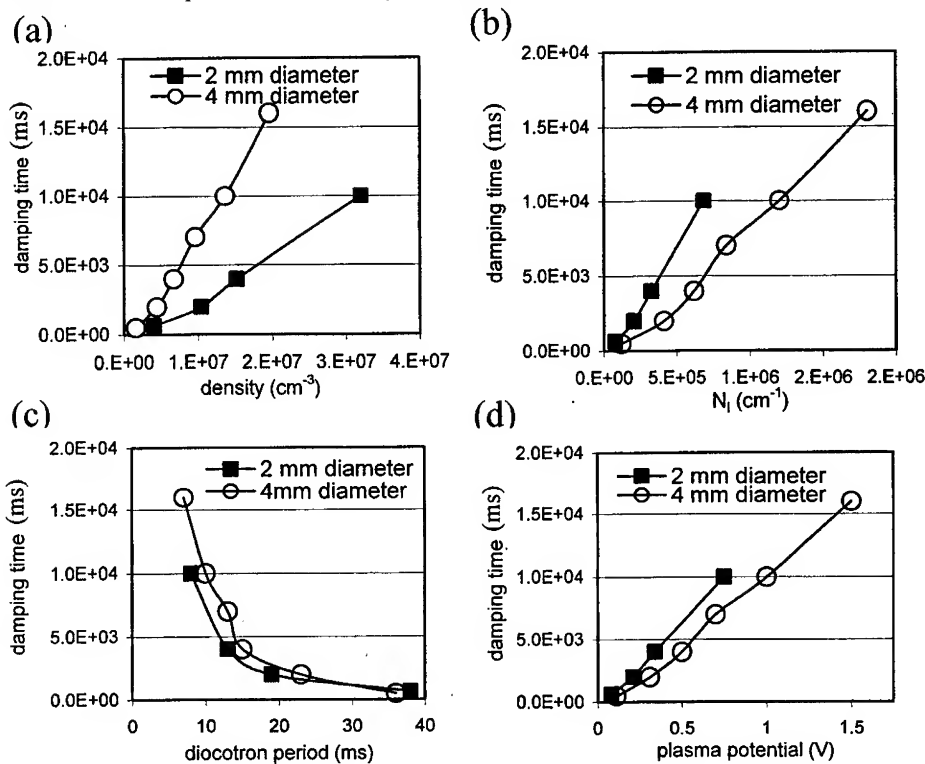 (a)
2.0E+04
1.5E+04
1.0E+04
5.0E+03
0.0E+00
damping time (ms)
2 mm diameter
4 mm diameter
0.E+00 1.E+07 2.E+07 3.E+07 4.E+07
density (cm-3)
(b)
2.0E+04
1.5E+04
1.0E+04
5.0E+03
0.0E+00
damping time (ms)
2 mm diameter
4 mm diameter
0.E+00 5.E+05 1.E+06 2.E+06 2.E+06
Nl (cm-1)
(c)
2.0E+04
1.5E+04
1.0E+04
5.0E+03
0.0E+00
damping time (ms)
2 mm diameter
4mm diameter
0 10 20 30 40
diocotron period (ms)
(d)
2.0E+04
1.5E+04
1.0E+04
5.0E+03
0.0E+00
damping time (ms)
2 mm diameter
4 mm diameter
0 0.5 1 1.5
plasma potential (V)